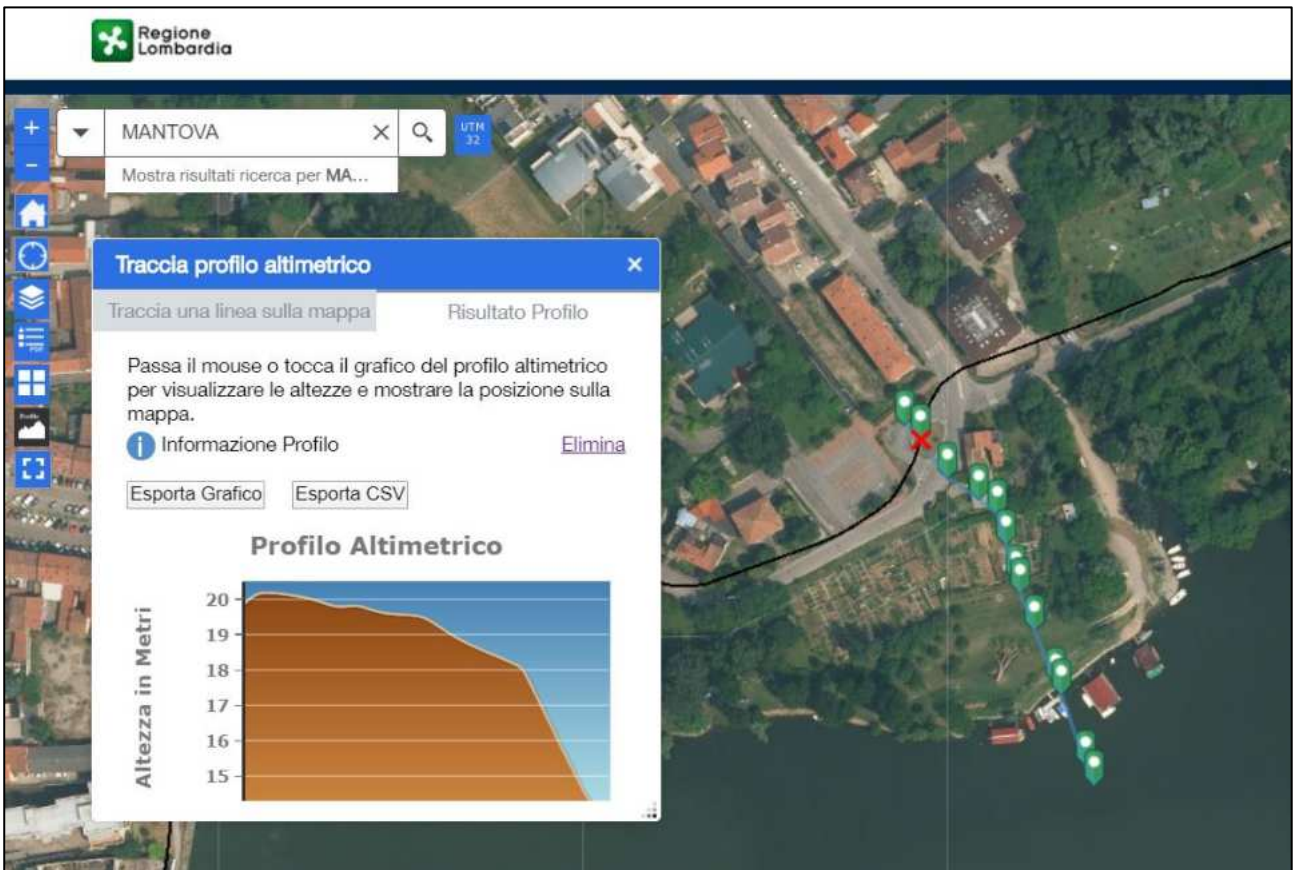 Regione
Lombardia
+
MANTOVA
UTM
32
-
Mostra risultati ricerca per MA...
Traccia profilo altimetrico
Traccia una linea sulla mappa
Risultato Profilo
PDF
Passa il mouse o tocca il grafico del profilo altimetrico
per visualizzare le altezze e mostrare la posizione sulla
mappa.
Profilo
Informazione Profilo
Elimina
Esporta Grafico
Esporta CSV
Profilo Altimetrico
Altezza in Metri
20
19
18
17
16
15